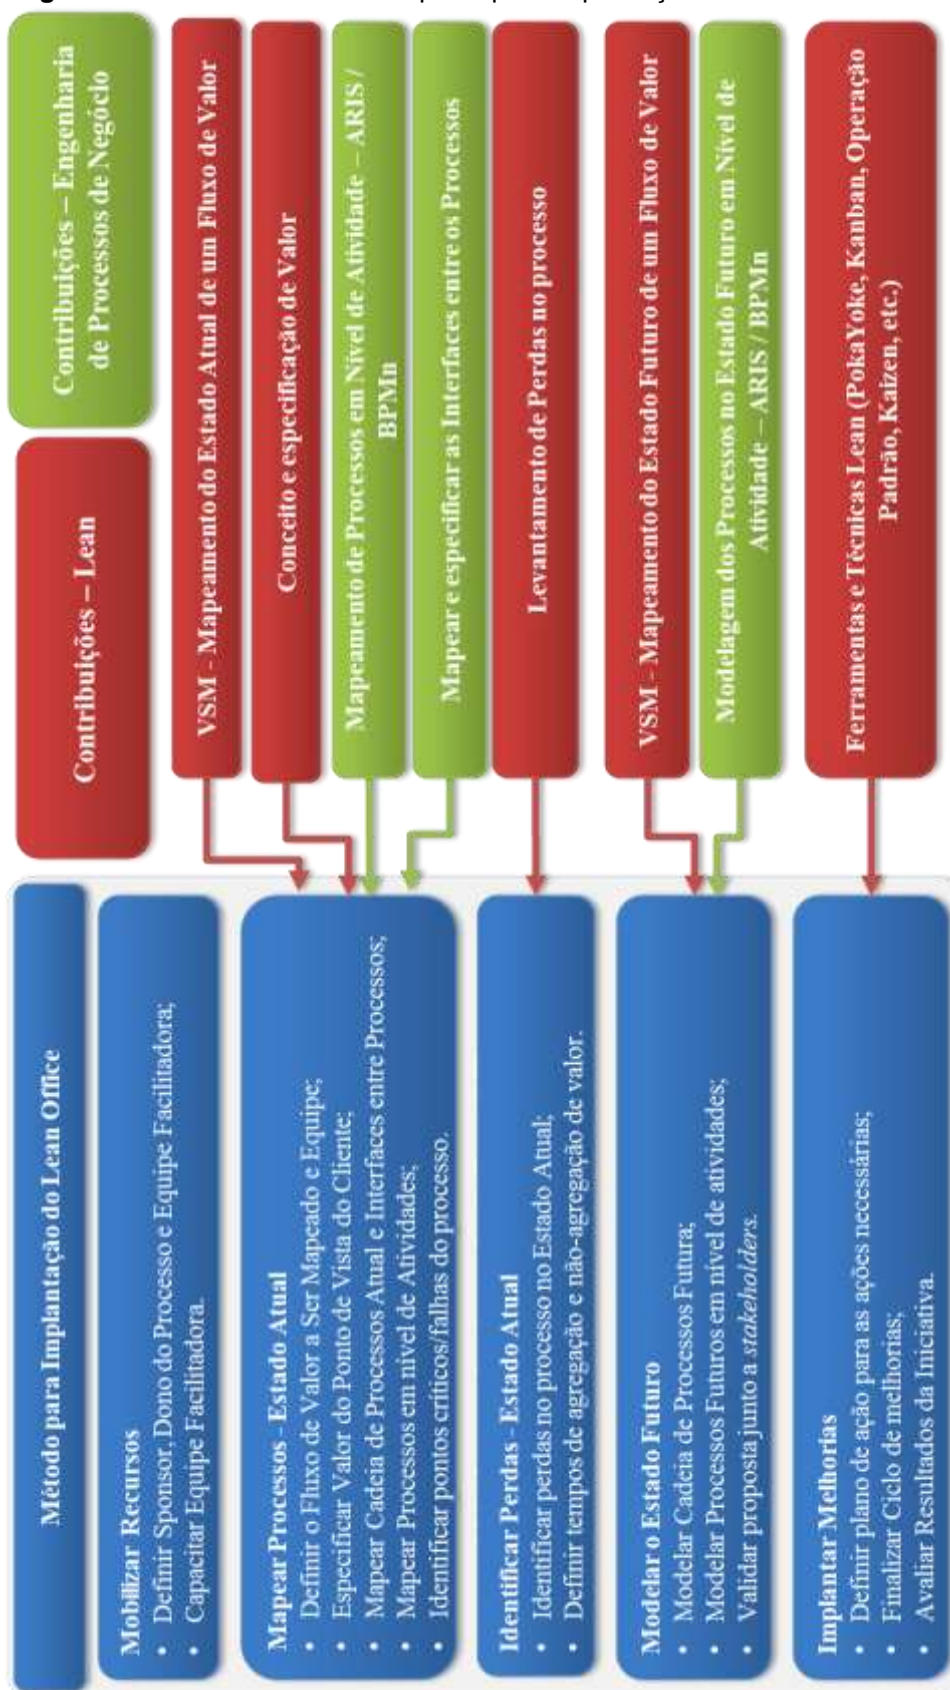 Método para Implantação do Lean Office
Contribuições – Lean
Contribuições – Engenharia
de Processos de Negócio
Mobilizar Recursos
• Definir Sponsor, Dono do Processo e Equipe Facilitadora;
• Capacitar Equipe Facilitadora.
Mapear Processos - Estado Atual
• Definir o Fluxo de Valor a Ser Mapeado e Equipe;
• Especificar Valor do Ponto de Vista do Cliente;
• Mapear Cadeia de Processos Atual e Interfaces entre Processos;
• Mapear Processos em nível de Atividades;
• Identificar pontos críticos/falhas do processo.
VSM - Mapeamento do Estado Atual de um Fluxo de Valor
Conceito e especificação de Valor
Mapeamento de Processos em Nível de Atividade – ARIS /
BPMn
Mapear e especificar as Interfaces entre os Processos
Identificar Perdas - Estado Atual
• Identificar perdas no processo no Estado Atual;
• Definir tempos de agregação e não-agregação de valor.
Levantamento de Perdas no processo
Modelar o Estado Futuro
• Modelar Cadeia de Processos Futura;
• Modelar Processos Futuros em nível de atividades;
• Validar proposta junto a stakeholders.
VSM - Mapeamento do Estado Futuro de um Fluxo de Valor
Modelagem dos Processos no Estado Futuro em Nível de
Atividade – ARIS / BPMn
Implantar Melhorias
• Definir plano de ação para as ações necessárias;
• Finalizar Ciclo de melhorias;
• Avaliar Resultados da Iniciativa.
Ferramentas e Técnicas Lean (PokaYoke, Kanban, Operação
Padrão, Kaizen, etc.)